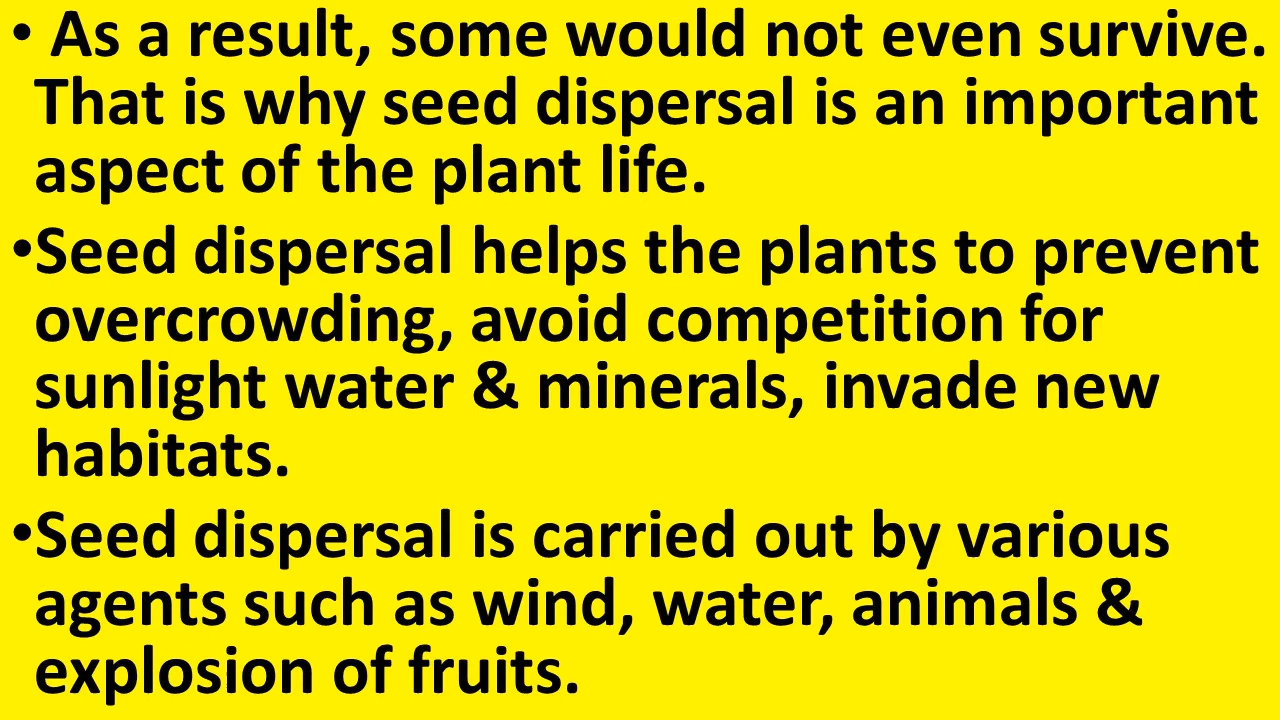 • As a result, some would not even survive.
That is why seed dispersal is an important
aspect of the plant life.
•Seed dispersal helps the plants to prevent
overcrowding, avoid competition for
sunlight water & minerals, invade new
habitats.
•Seed dispersal is carried out by various
agents such as wind, water, animals &
explosion of fruits.